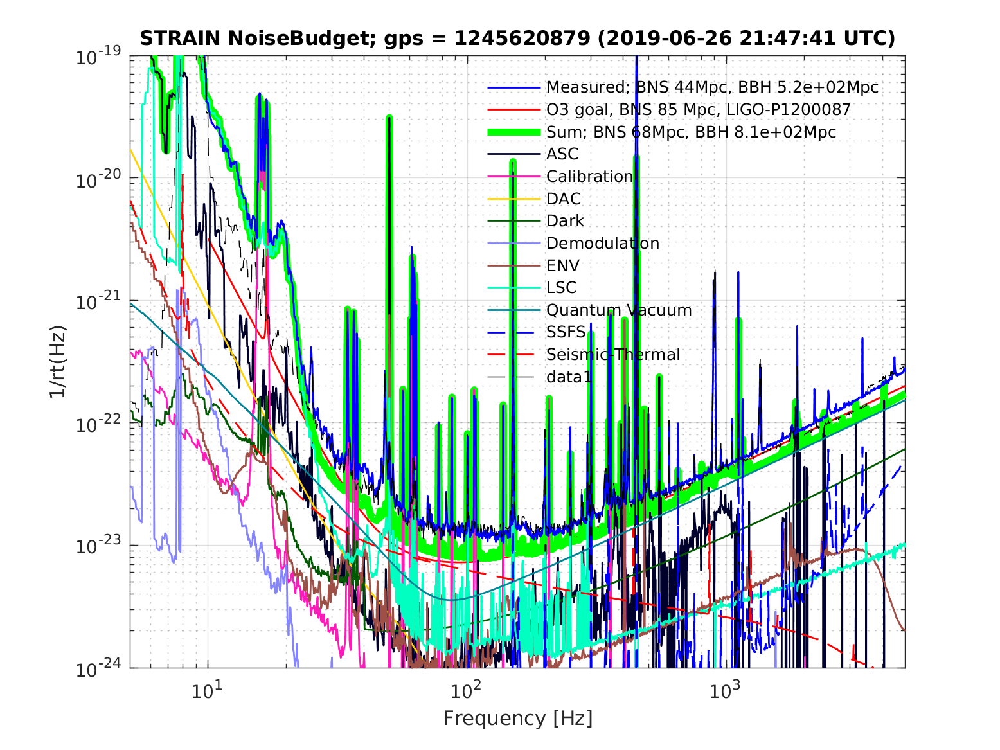 STRAIN NoiseBudget; gps = 1245620879 (2019-06-26 21:47:41 UTC)
10^-19
10^-20
10^-21
10^-22
10^-23
10^-24
1/rt(Hz)
Measured; BNS 44Mpc, BBH 5.2e+02Mpc
O3 goal, BNS 85 Mpc, LIGO-P1200087
Sum; BNS 68Mpc, BBH 8.1e+02Mpc
ASC
Calibration
DAC
Dark
Demodulation
ENV
LSC
Quantum Vacuum
SSFS
Seismic-Thermal
data1
10^1 10^2 10^3
Frequency [Hz]